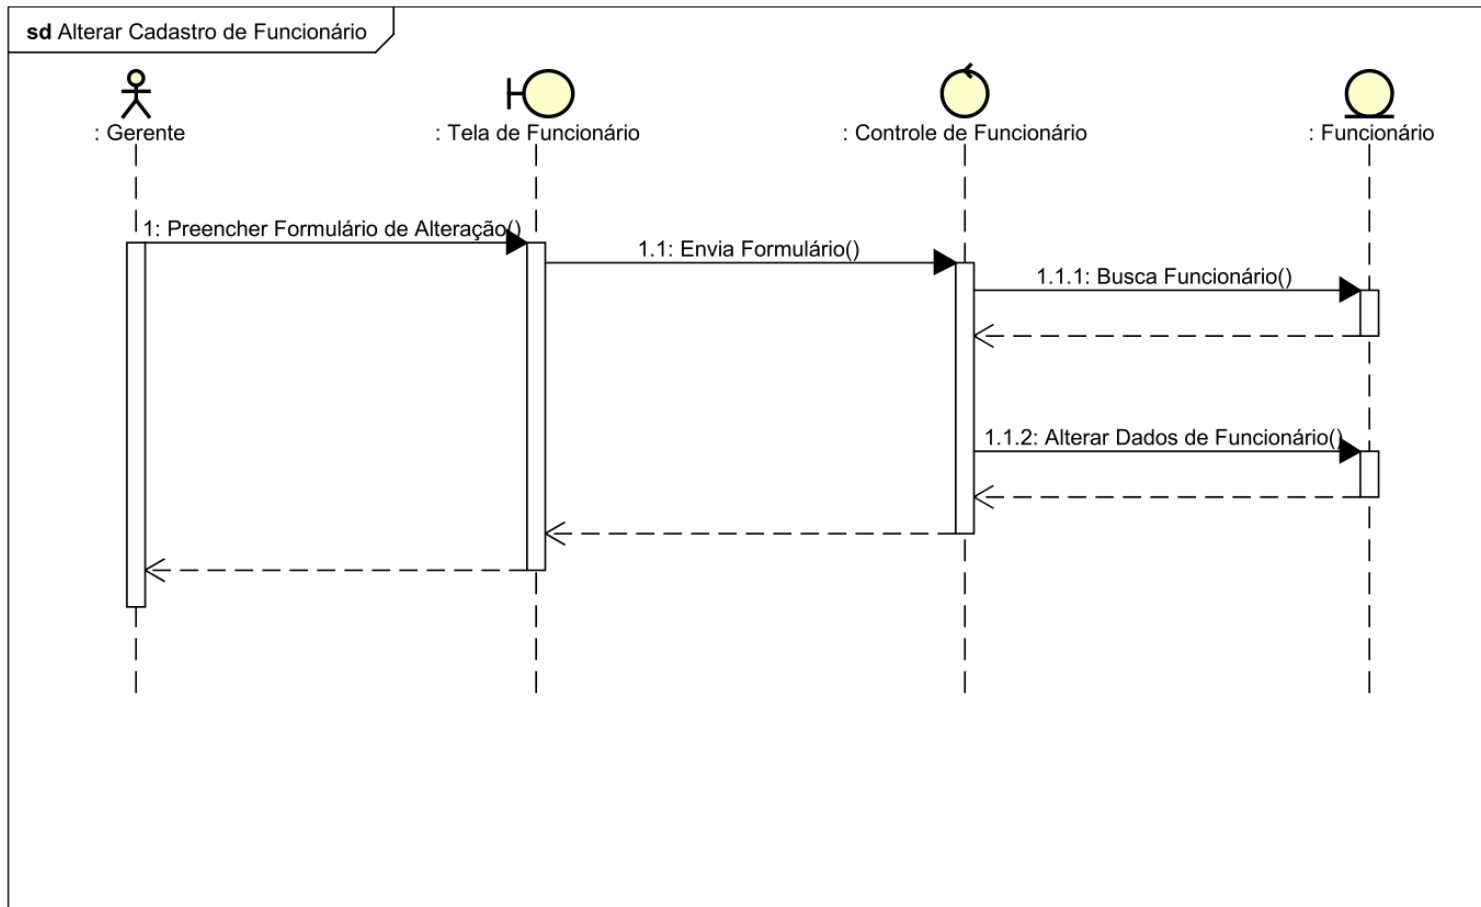 sd Alterar Cadastro de Funcionário
: Gerente
: Tela de Funcionário
: Controle de Funcionário
: Funcionário
1: Preencher Formulário de Alteração()
1.1: Envia Formulário()
1.1.1: Busca Funcionário()
1.1.2: Alterar Dados de Funcionário()